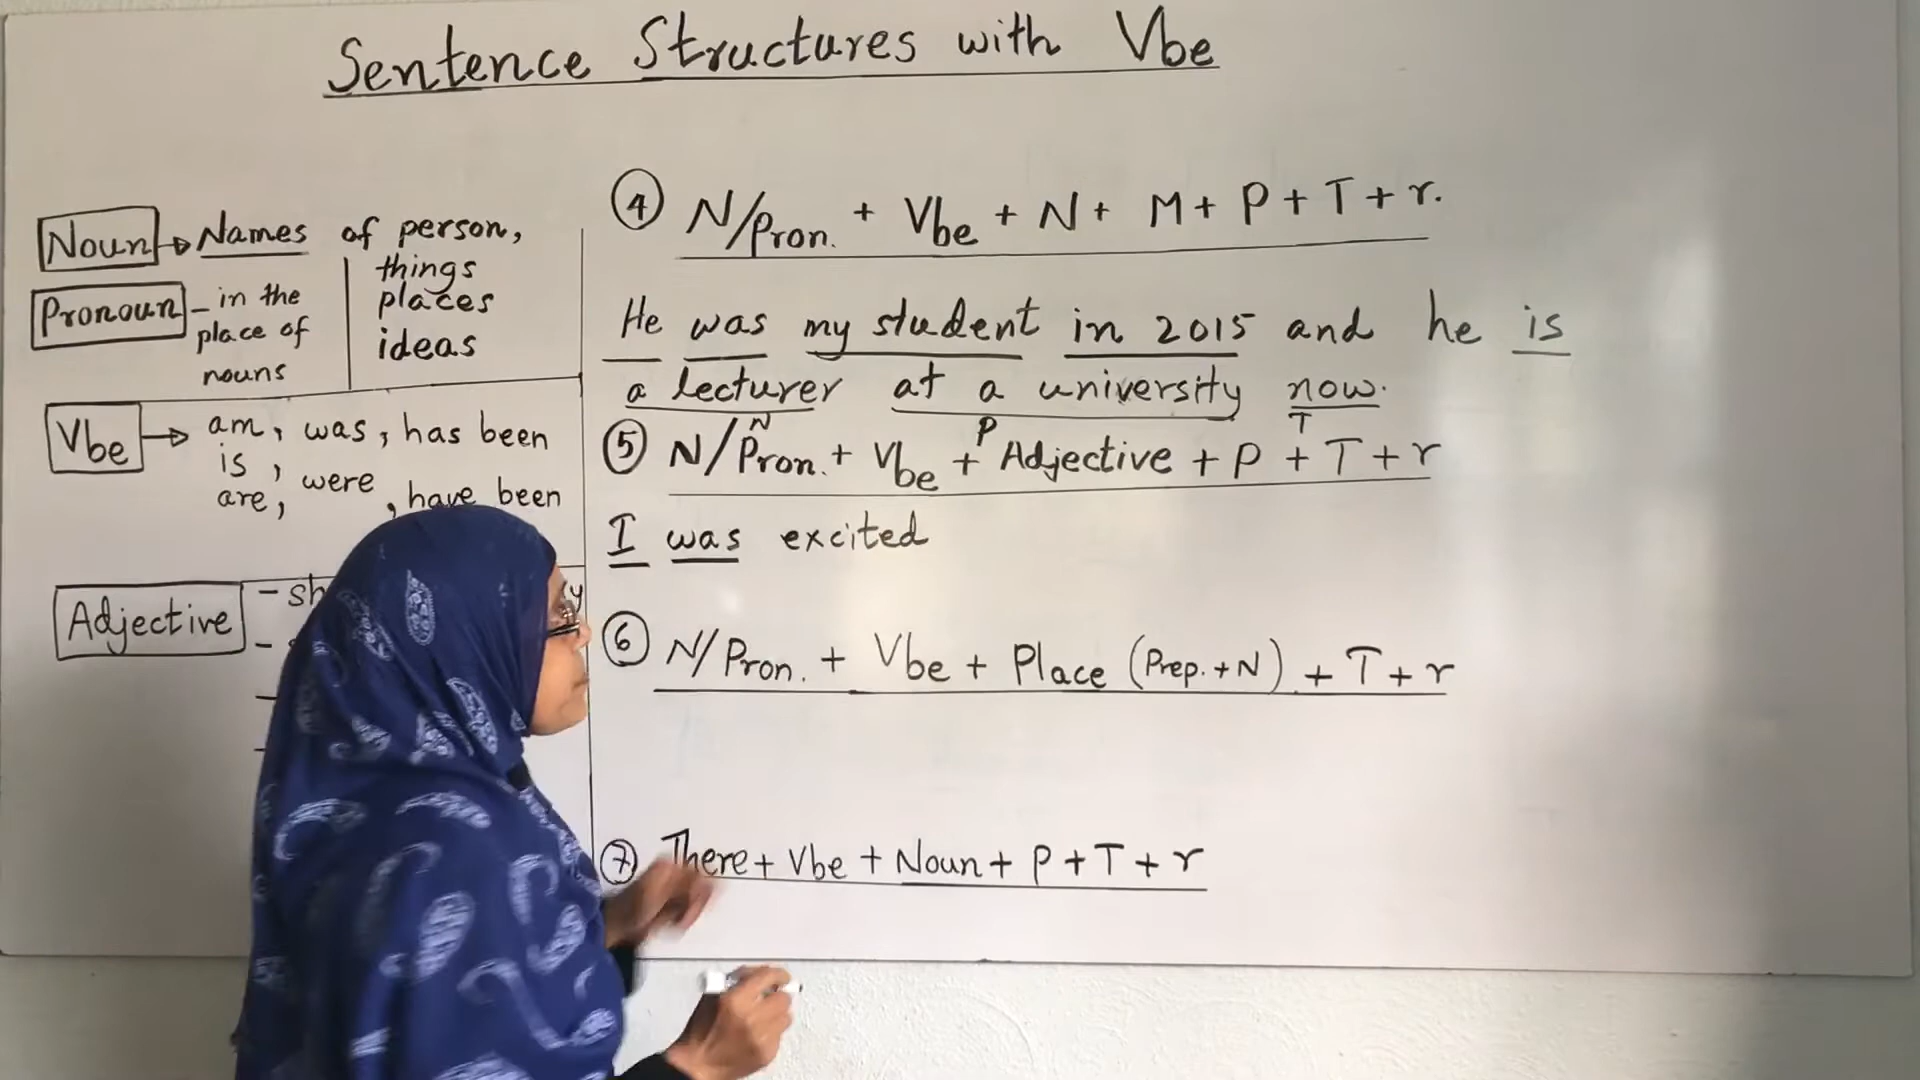 Sentence Structures with Vbe
Noun → Names of person,
things
places
ideas
Pronoun - in the
place of
nouns
Vbe → am, was, has been
is, were
are, , have been
Adjective - sh
④ N/Pron. + Vbe + N + M + P + T + r.
He was my student in 2015 and he is
a lecturer at a university now.
N P T
⑤ N/Pron. + Vbe + Adjective + P + T + r
I was excited
⑥ N/Pron. + Vbe + Place (Prep. + N) + T + r
⑦ There + Vbe + Noun + P + T + r